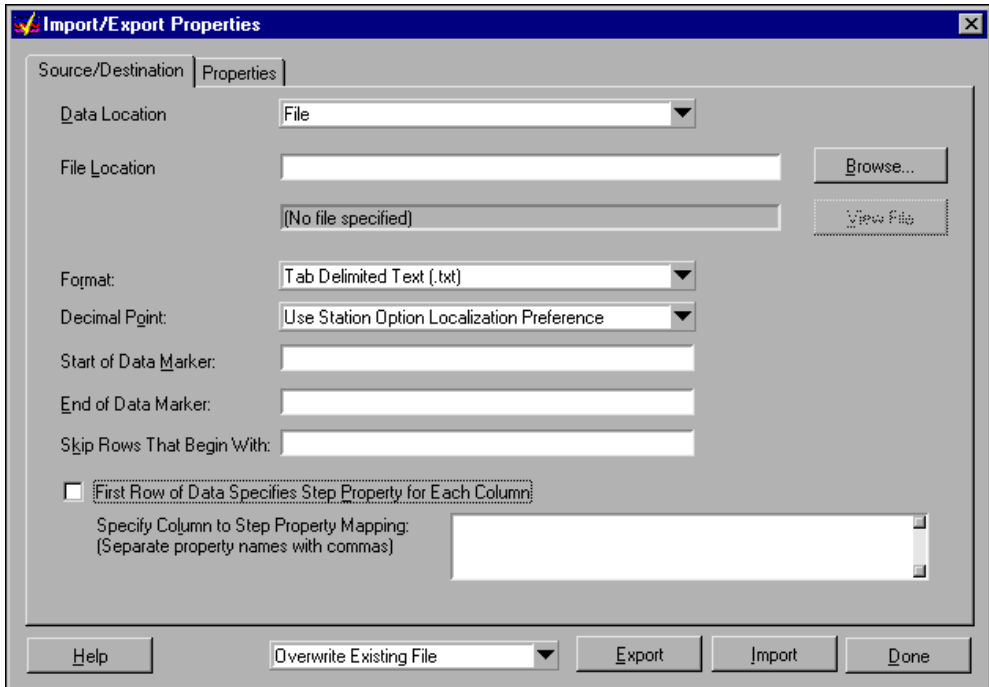 Import/Export Properties
Source/Destination
Properties
Data Location
File
File Location
Browse...
(No file specified)
View File
Format:
Tab Delimited Text (.txt)
Decimal Point:
Use Station Option Localization Preference
Start of Data Marker:
End of Data Marker:
Skip Rows That Begin With:
First Row of Data Specifies Step Property for Each Column
Specify Column to Step Property Mapping:
(Separate property names with commas)
Help
Overwrite Existing File
Export
Import
Done